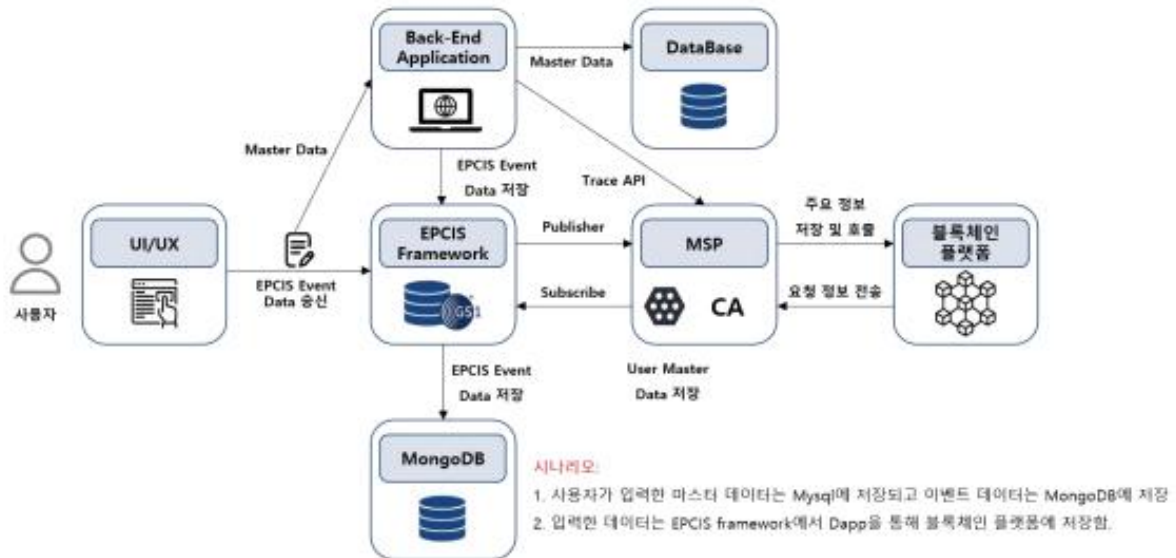 Back-End
Application
Master Data
DataBase
Master Data
EPCIS Event
Data 저장
Trace API
사용자
UI/UX
EPCIS Event
Data 송신
EPCIS
Framework
GS1
Publisher
Subscribe
MSP
CA
User Master
Data 저장
주요 정보
저장 및 호출
요청 정보 전송
블록체인
플랫폼
EPCIS Event
Data 저장
MongoDB
시나리오:
1. 사용자가 입력한 마스터 데이터는 Mysql에 저장되고 이벤트 데이터는 MongoDB에 저장
2. 입력한 데이터는 EPCIS framework에서 Dapp을 통해 블록체인 플랫폼에 저장함.